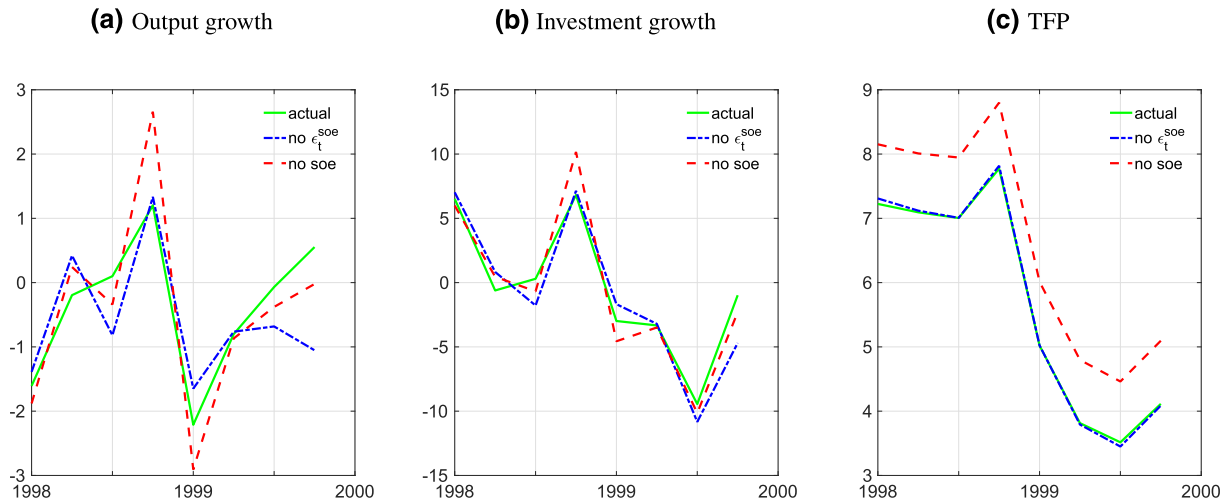 (a) Output growth
3
2
1
0
-1
-2
-3
1998
1999
2000
actual
no ϵ_t^soe
no soe
(b) Investment growth
15
10
5
0
-5
-10
-15
1998
1999
2000
actual
no ϵ_t^soe
no soe
(c) TFP
9
8
7
6
5
4
3
1998
1999
2000
actual
no ϵ_t^soe
no soe